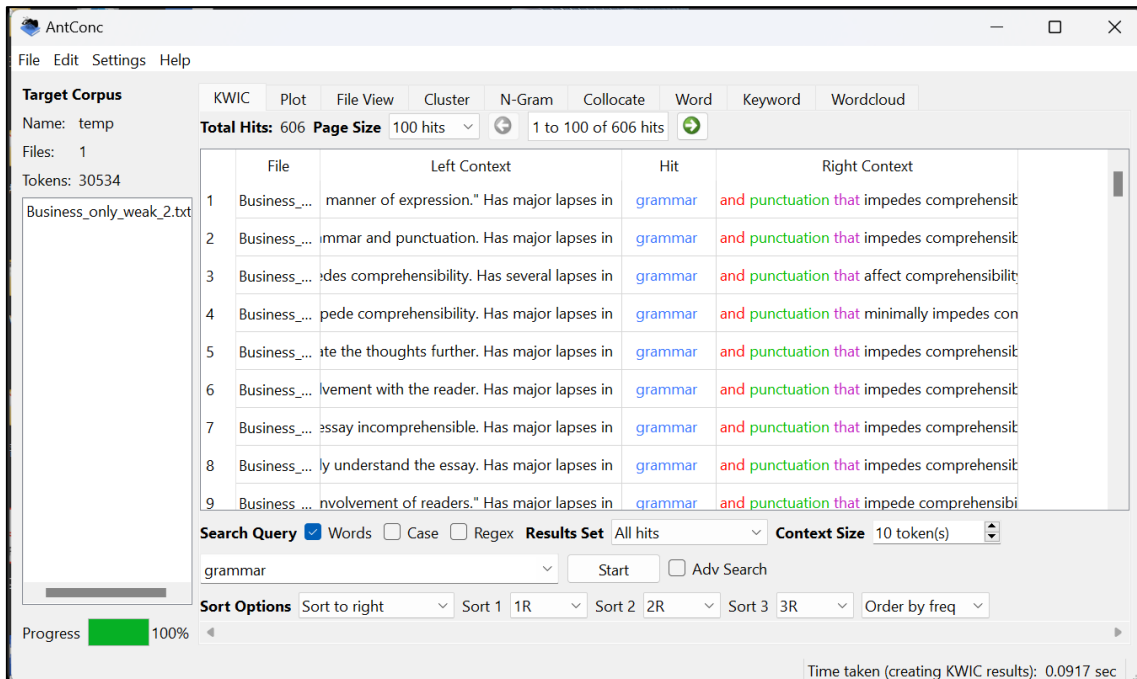 AntConc
File Edit Settings Help
Target Corpus
Name: temp
Files: 1
Tokens: 30534
Business_only_weak_2.txt
Progress 100%
KWIC Plot File View Cluster N-Gram Collocate Word Keyword Wordcloud
Total Hits: 606 Page Size 100 hits 1 to 100 of 606 hits
File Left Context Hit Right Context
1 Business_... manner of expression." Has major lapses in grammar and punctuation that impedes comprehensib
2 Business_... mmar and punctuation. Has major lapses in grammar and punctuation that impedes comprehensib
3 Business_... edes comprehensibility. Has several lapses in grammar and punctuation that affect comprehensibility
4 Business_... pede comprehensibility. Has major lapses in grammar and punctuation that minimally impedes con
5 Business_... ate the thoughts further. Has major lapses in grammar and punctuation that impedes comprehensib
6 Business_... lvement with the reader. Has major lapses in grammar and punctuation that impedes comprehensib
7 Business_... essay incomprehensible. Has major lapses in grammar and punctuation that impedes comprehensib
8 Business_... ly understand the essay. Has major lapses in grammar and punctuation that impedes comprehensib
9 Business_... nvolvement of readers." Has major lapses in grammar and punctuation that impede comprehensibi
Search Query Words Case Regex Results Set All hits Context Size 10 token(s)
grammar Start Adv Search
Sort Options Sort to right Sort 1 1R Sort 2 2R Sort 3 3R Order by freq
Time taken (creating KWIC results): 0.0917 sec